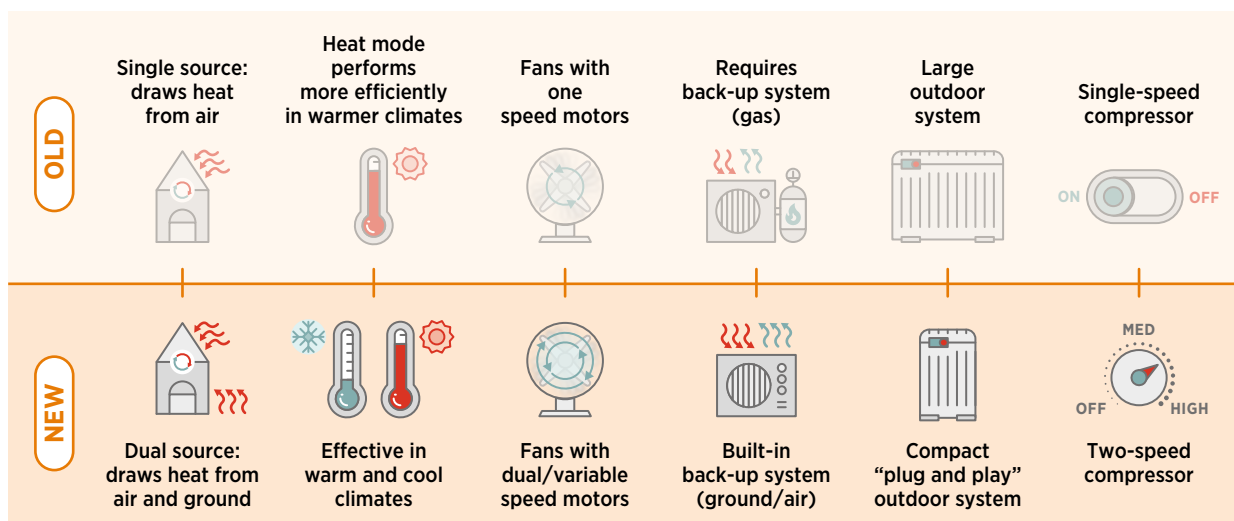 OLD
Single source:
draws heat
from air
Heat mode
performs
more efficiently
in warmer climates
Fans with
one
speed motors
Requires
back-up system
(gas)
Large
outdoor
system
Single-speed
compressor
ON
OFF
NEW
Dual source:
draws heat from
air and ground
Effective in
warm and cool
climates
Fans with
dual/variable
speed motors
Built-in
back-up system
(ground/air)
Compact
“plug and play”
outdoor system
MED
OFF
HIGH
Two-speed
compressor